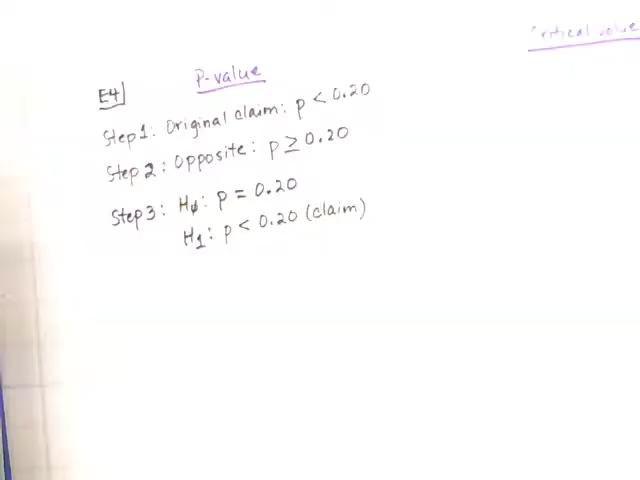 Critical value
E4 P-value
Step 1: Original claim: p < 0.20
Step 2: Opposite: p ≥ 0.20
Step 3: H0: p = 0.20
H1: p < 0.20 (claim)